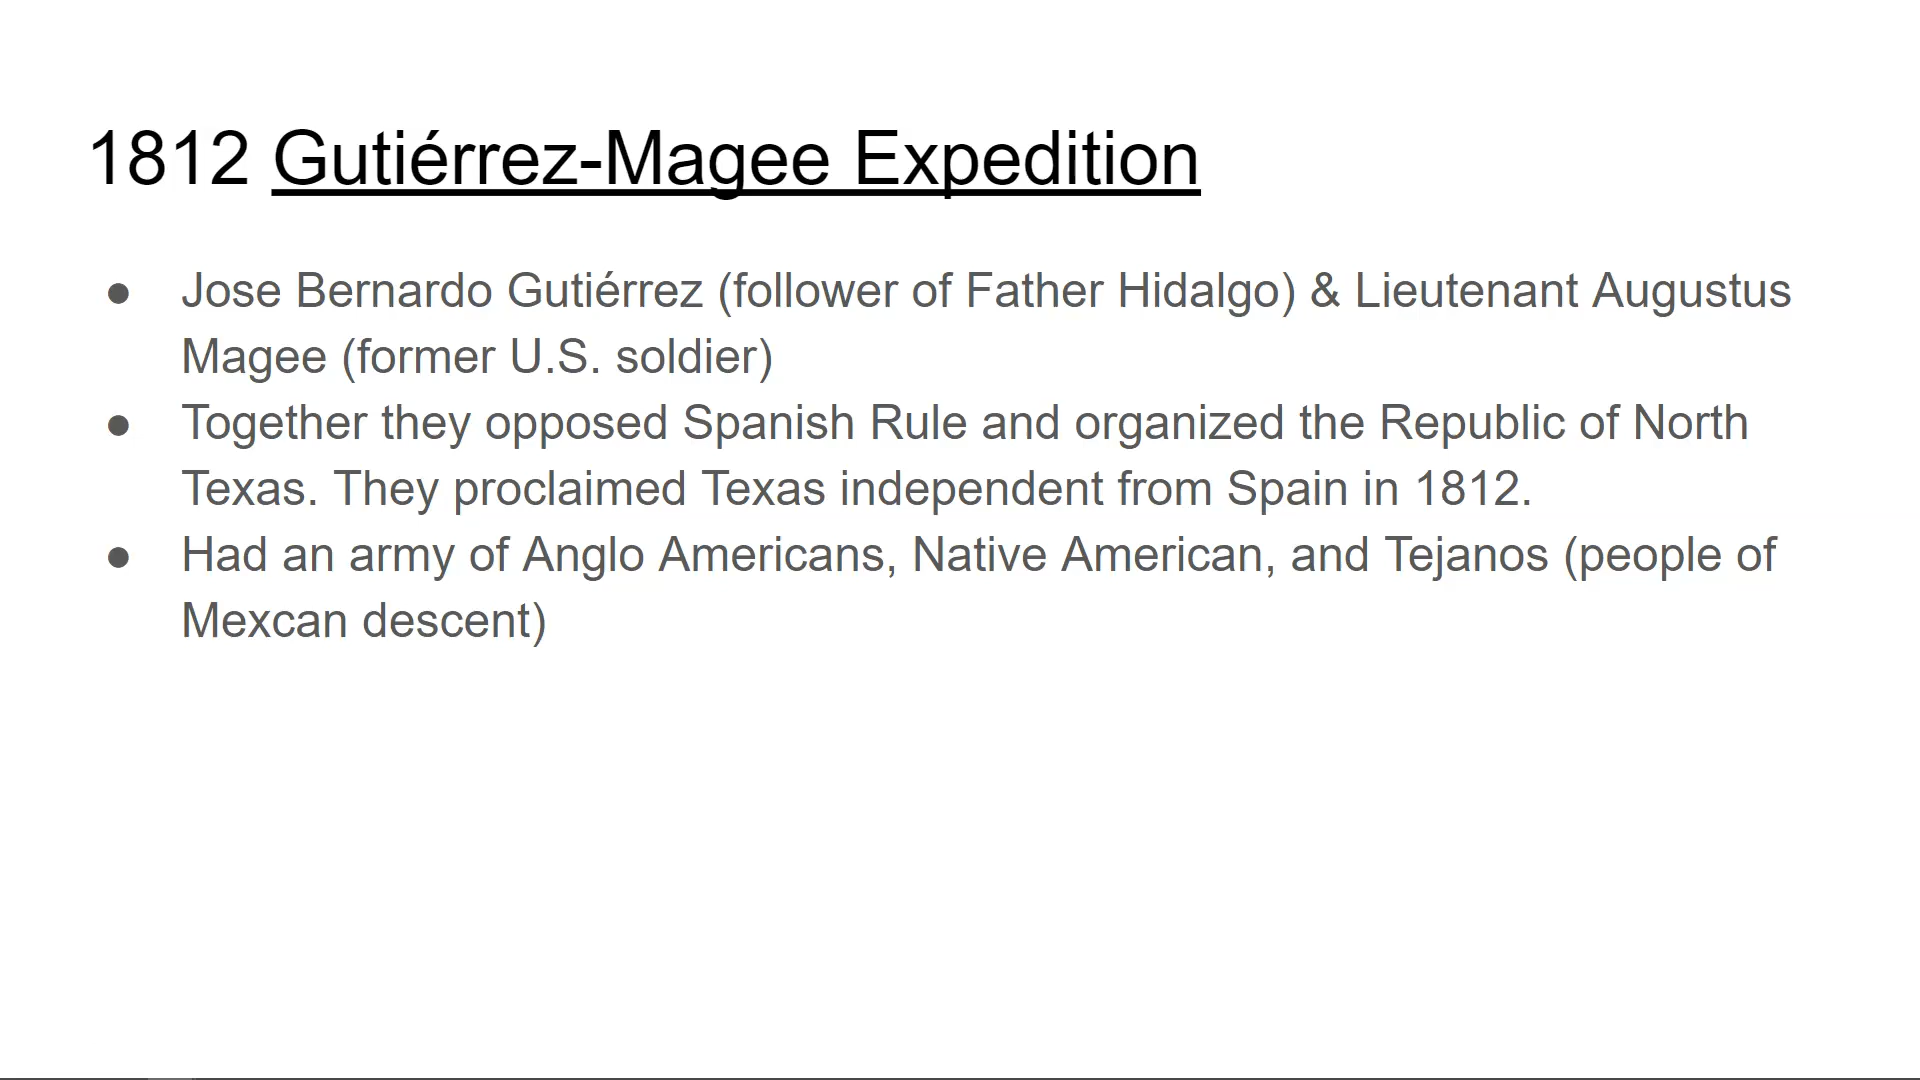 1812 Gutiérrez-Magee Expedition
● Jose Bernardo Gutiérrez (follower of Father Hidalgo) & Lieutenant Augustus
Magee (former U.S. soldier)
● Together they opposed Spanish Rule and organized the Republic of North
Texas. They proclaimed Texas independent from Spain in 1812.
● Had an army of Anglo Americans, Native American, and Tejanos (people of
Mexcan descent)